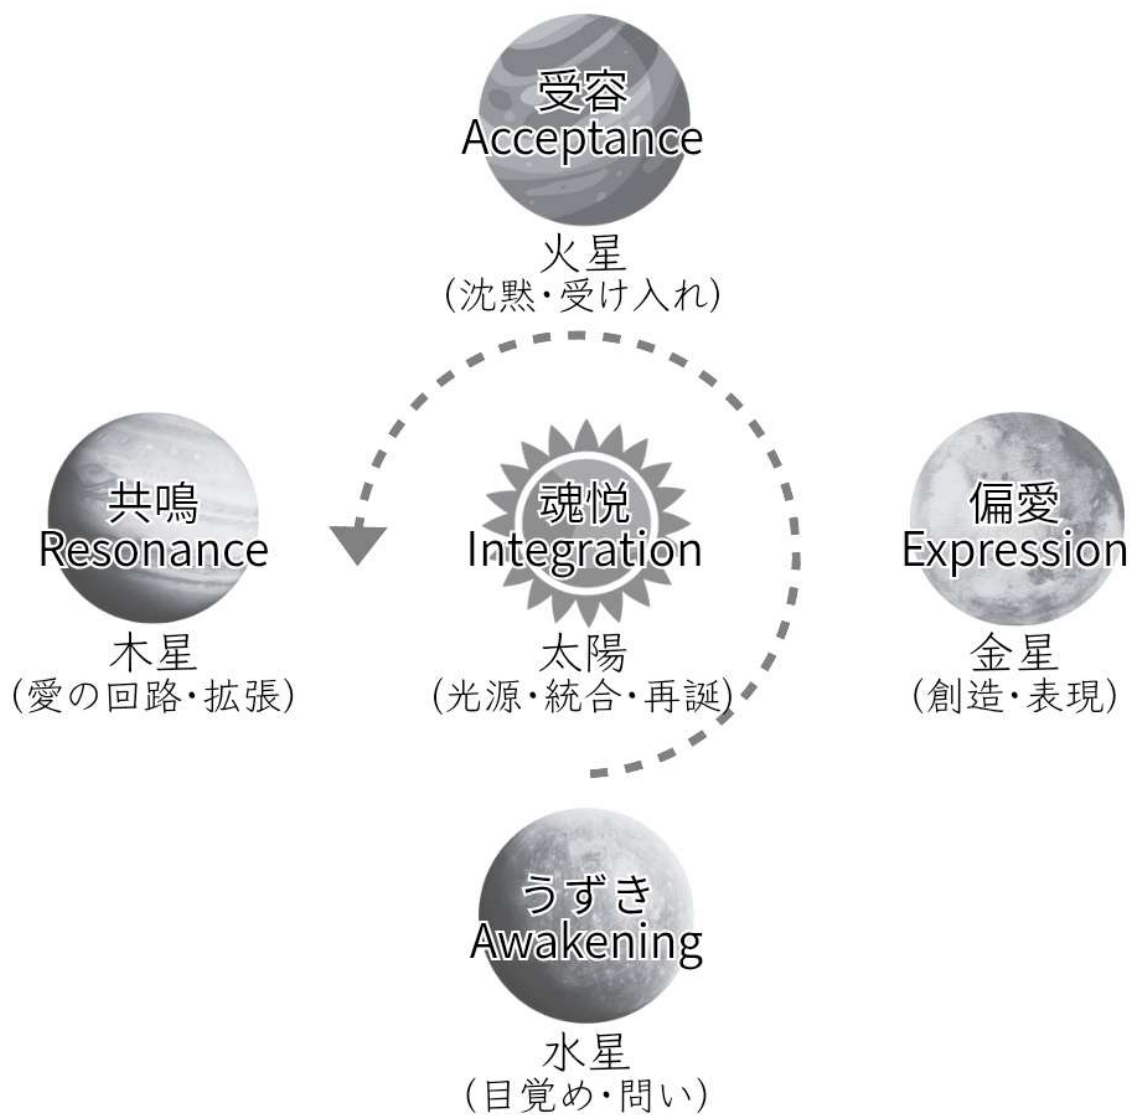 受容
Acceptance
火星
(沈黙・受け入れ)
共鳴
Resonance
木星
(愛の回路・拡張)
魂悦
Integration
太陽
(光源・統合・再誕)
偏愛
Expression
金星
(創造・表現)
うずき
Awakening
水星
(目覚め・問い)